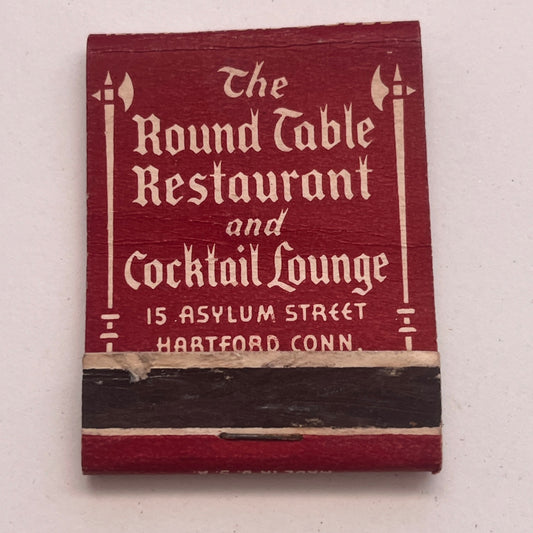 The
Round Table
Restaurant
and
Cocktail Lounge
15 ASYLUM STREET
HARTFORD CONN.